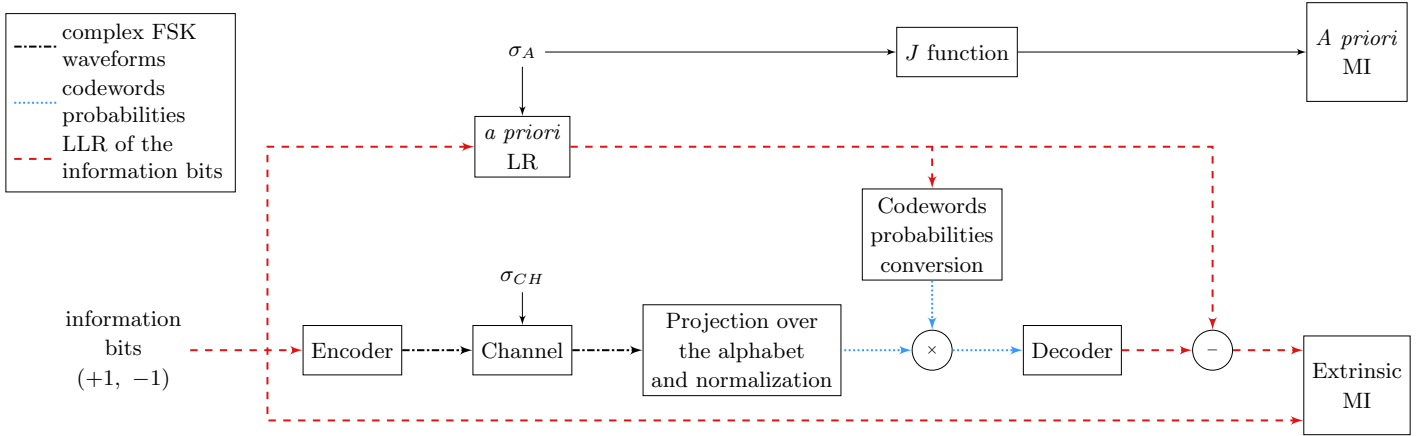 complex FSK
waveforms
codewords
probabilities
LLR of the
information bits
σ_A
J function
A priori
MI
a priori
LR
Codewords
probabilities
conversion
σ_CH
information
bits
(+1, −1)
Encoder
Channel
Projection over
the alphabet
and normalization
×
Decoder
−
Extrinsic
MI